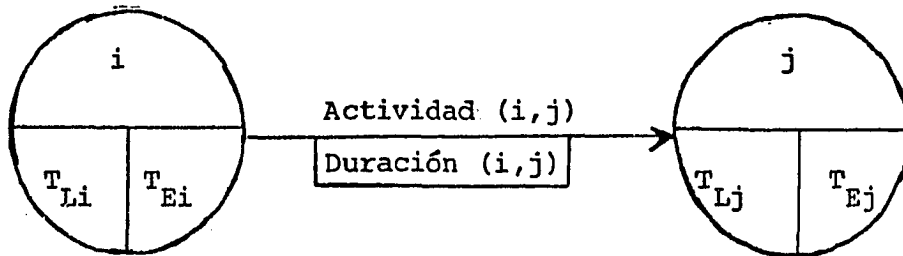 i
j
Actividad (i,j)
Duración (i,j)
T_Li T_Ei
T_Lj T_Ej